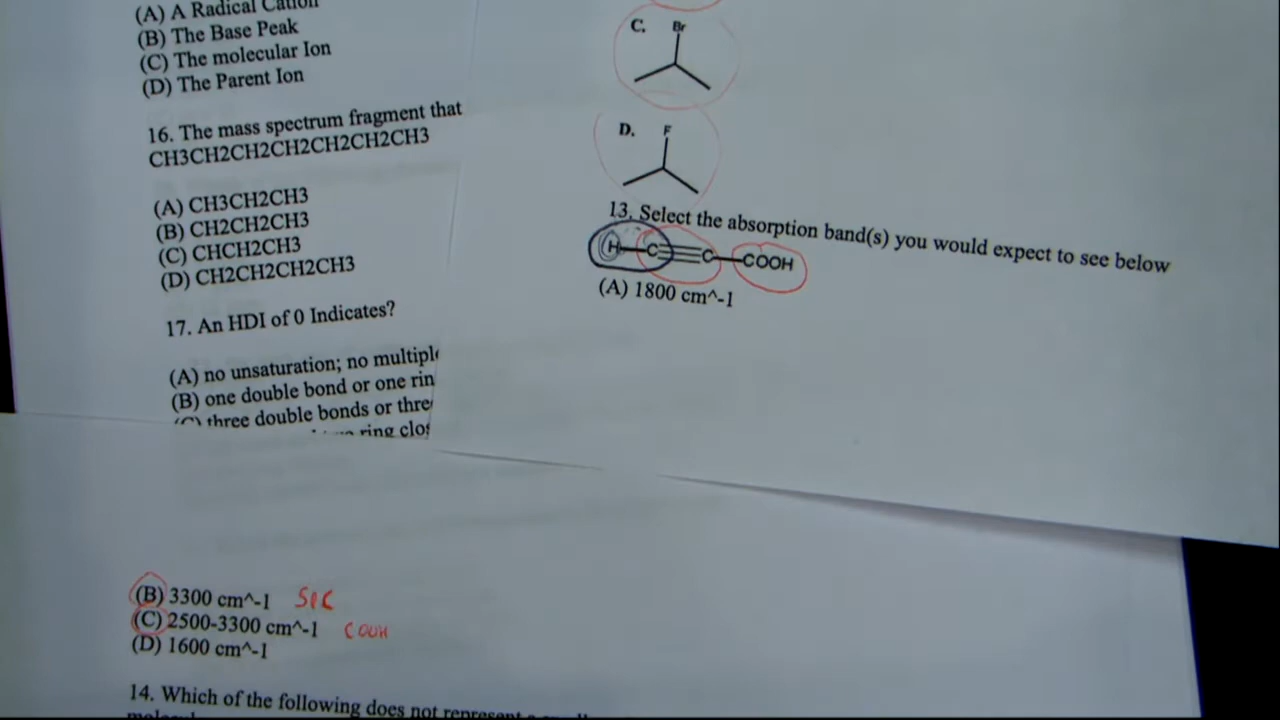 (A) A Radical Cation
(B) The Base Peak
(C) The molecular Ion
(D) The Parent Ion
16. The mass spectrum fragment that
CH3CH2CH2CH2CH2CH2CH3
(A) CH3CH2CH3
(B) CH2CH2CH3
(C) CHCH2CH3
(D) CH2CH2CH2CH3
17. An HDI of 0 Indicates?
(A) no unsaturation; no multipl
(B) one double bond or one rin
(C) three double bonds or thre
ring clos
C. Br
D. F
13. Select the absorption band(s) you would expect to see below
H—C≡C—COOH
(A) 1800 cm^-1
(B) 3300 cm^-1
(C) 2500-3300 cm^-1 COOH
(D) 1600 cm^-1
14. Which of the following does not represent a